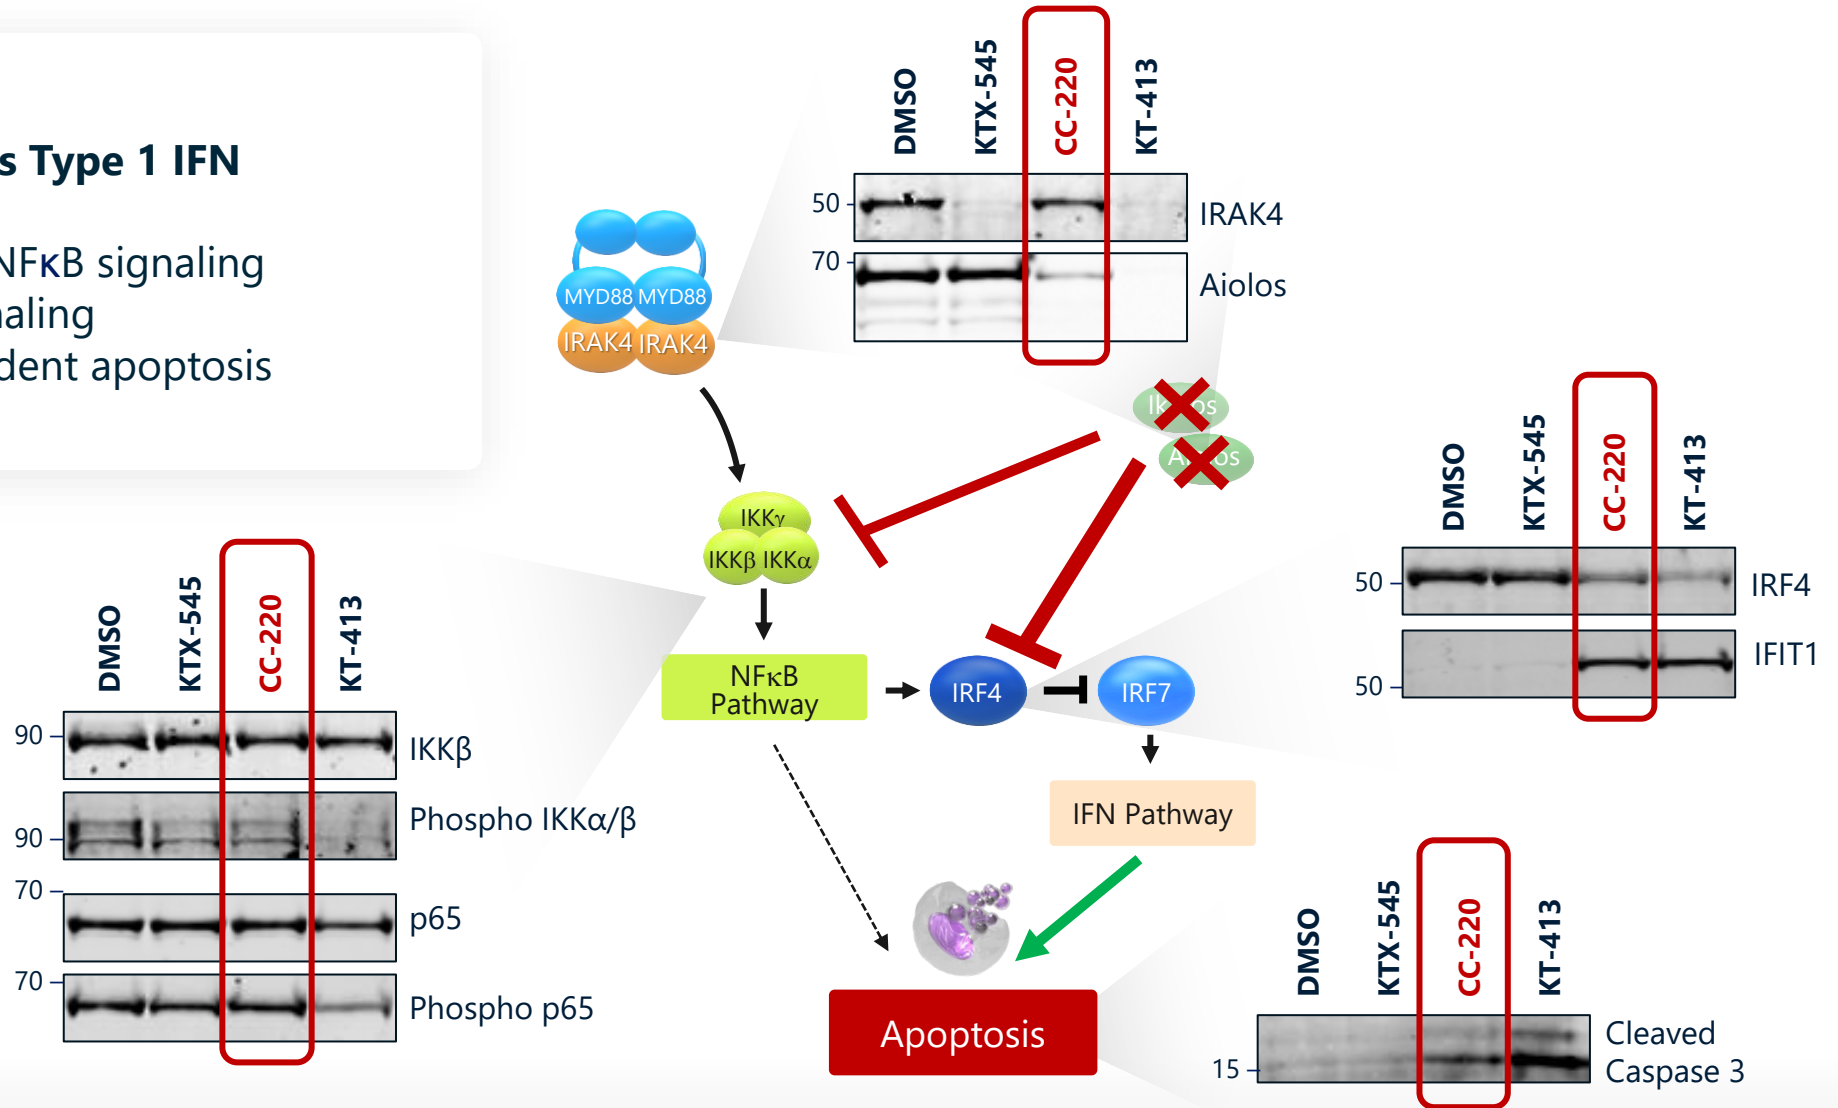 s Type 1 IFN
NFκB signaling
naling
dent apoptosis
DMSO
KTX-545
CC-220
KT-413
50
IRAK4
70
Aiolos
MYD88 MYD88
IRAK4 IRAK4
Aiolos
IKKγ
IKKβ IKKα
NFκB
Pathway
IRF4
IRF7
IFN Pathway
Apoptosis
DMSO
KTX-545
CC-220
KT-413
50
IRF4
IFIT1
50
DMSO
KTX-545
CC-220
KT-413
90
IKKβ
Phospho IKKα/β
90
70
p65
70
Phospho p65
DMSO
KTX-545
CC-220
KT-413
Cleaved
15
Caspase 3